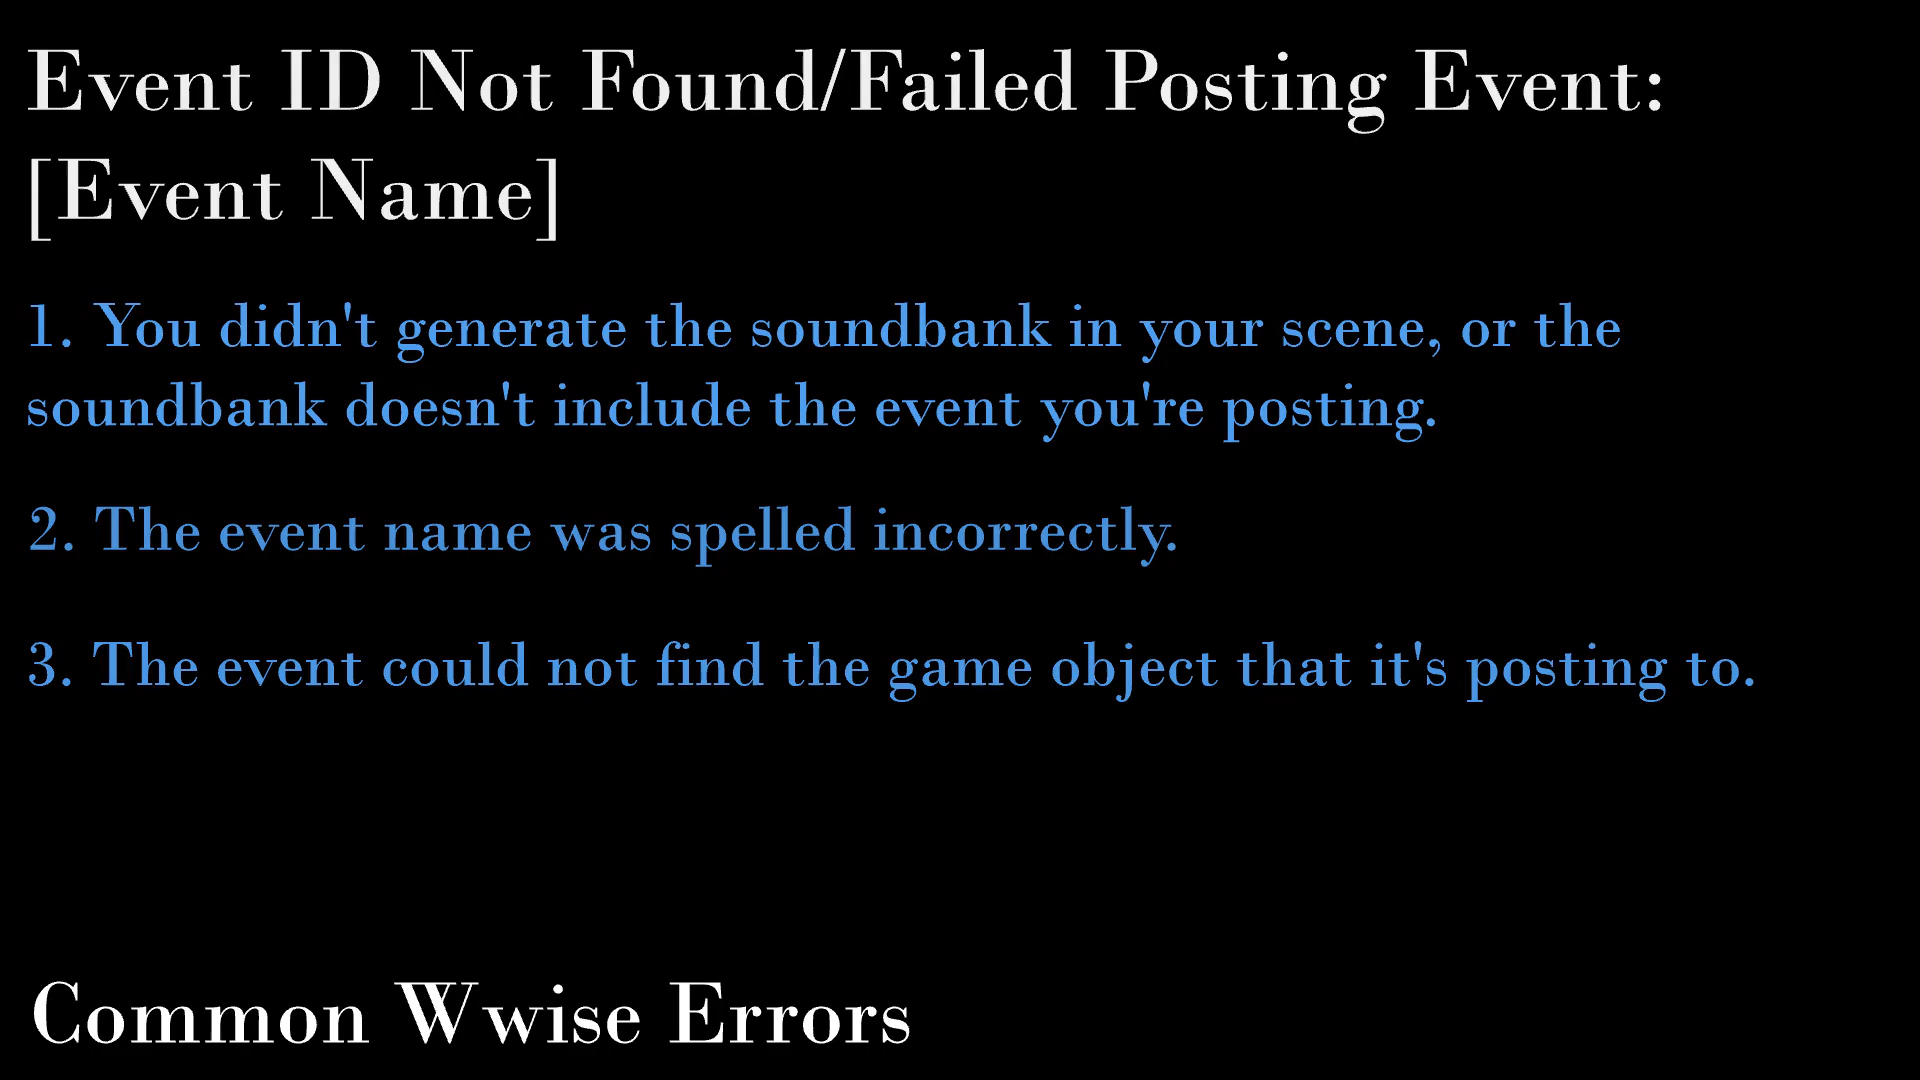 Event ID Not Found/Failed Posting Event:
[Event Name]
1. You didn't generate the soundbank in your scene, or the
soundbank doesn't include the event you're posting.
2. The event name was spelled incorrectly.
3. The event could not find the game object that it's posting to.
Common Wwise Errors